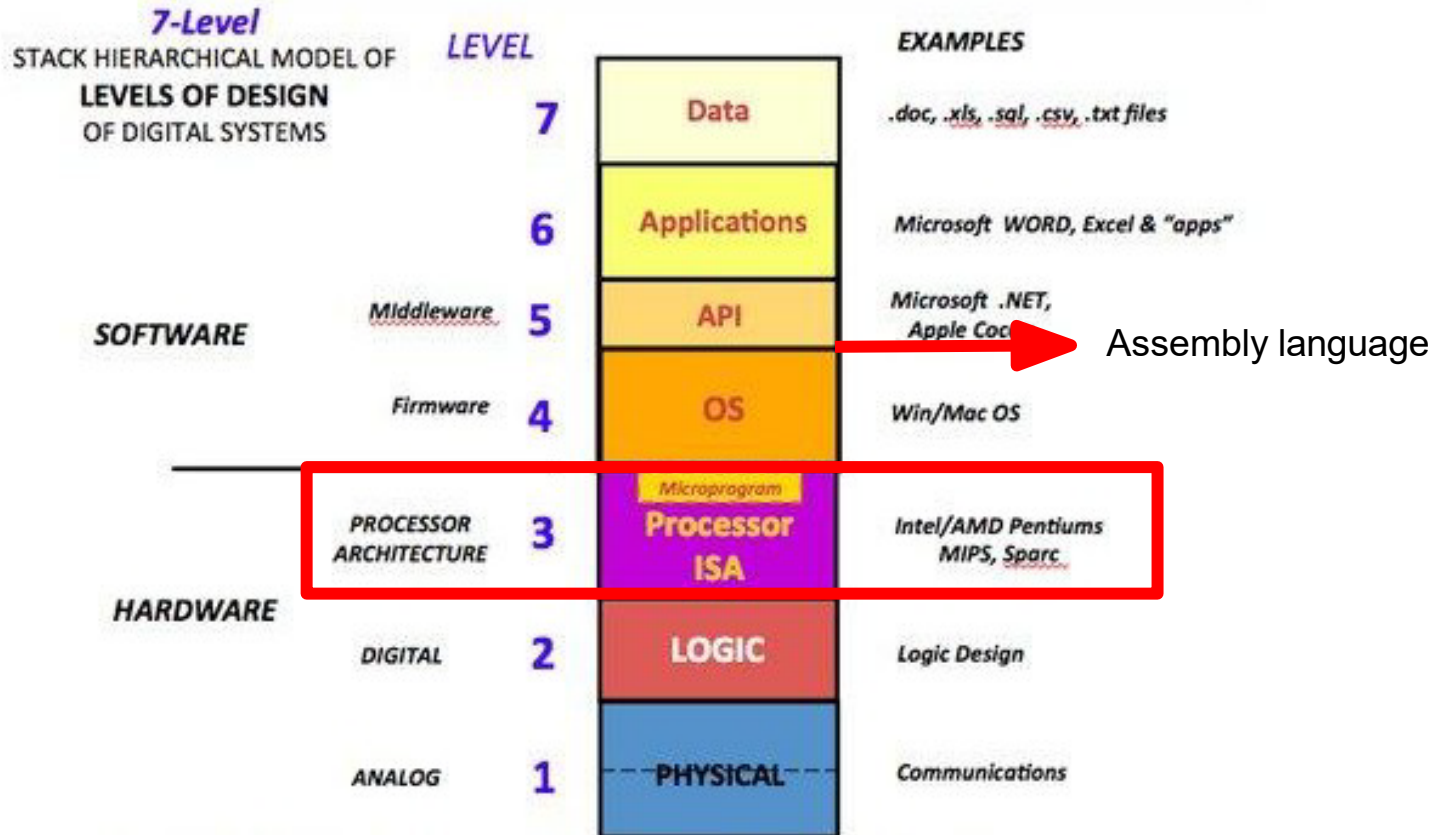 7-Level
STACK HIERARCHICAL MODEL OF
LEVELS OF DESIGN
OF DIGITAL SYSTEMS
LEVEL
EXAMPLES
7
Data
.doc, .xls, .sql, .csv, .txt files
6
Applications
Microsoft WORD, Excel & "apps"
SOFTWARE
Middleware
5
API
Microsoft .NET,
Apple
Assembly language
Firmware
4
OS
Win/Mac OS
PROCESSOR
ARCHITECTURE
3
Microprogram
Processor
ISA
Intel/AMD Pentiums
MIPS, Sparc
HARDWARE
DIGITAL
2
LOGIC
Logic Design
ANALOG
1
PHYSICAL
Communications